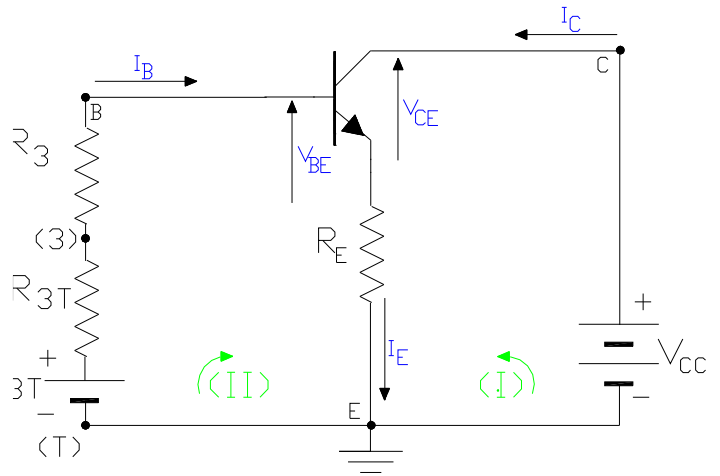 I_C
I_B
B
C
V_CE
R_3
V_BE
(3)
R_E
R_3T
+
+
I_E
V_CC
(II)
(I)
3T
−
−
E
(T)